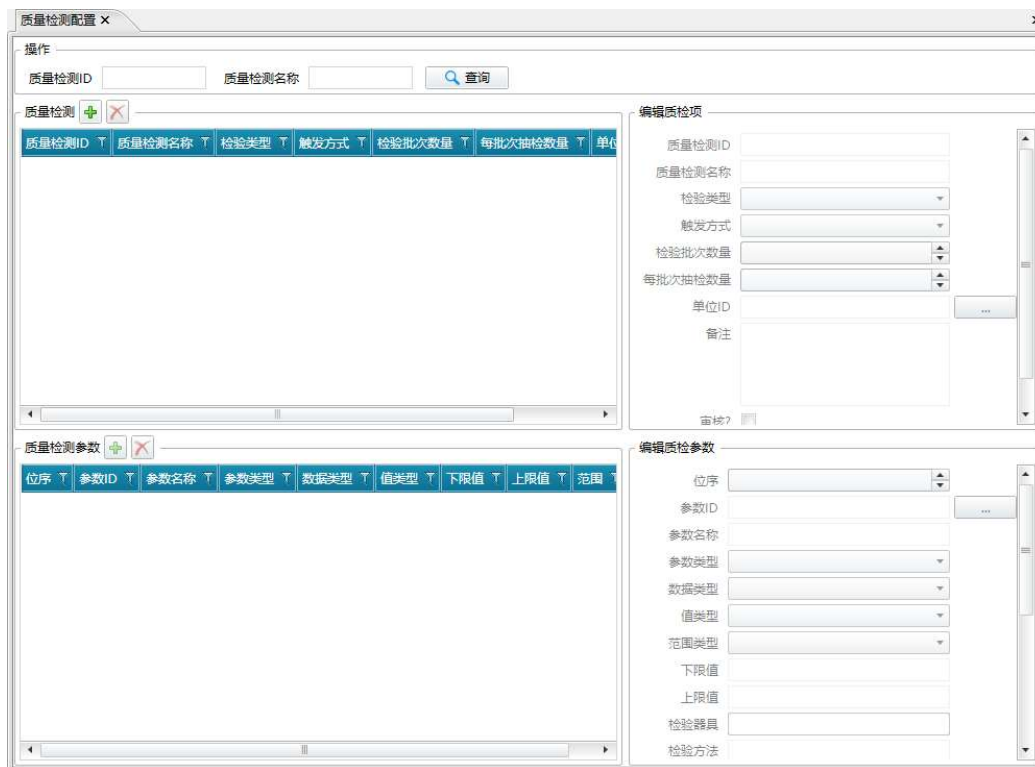 质量检测配置
操作
质量检测ID 质量检测名称 查询
质量检测
质量检测ID 质量检测名称 检验类型 触发方式 检验批次数量 每批次抽检数量 单位
编辑质检项
质量检测ID
质量检测名称
检验类型
触发方式
检验批次数量
每批次抽检数量
单位ID ...
备注
审核?
质量检测参数
位序 参数ID 参数名称 参数类型 数据类型 值类型 下限值 上限值 范围
编辑质检参数
位序
参数ID ...
参数名称
参数类型
数据类型
值类型
范围类型
下限值
上限值
检验器具
检验方法